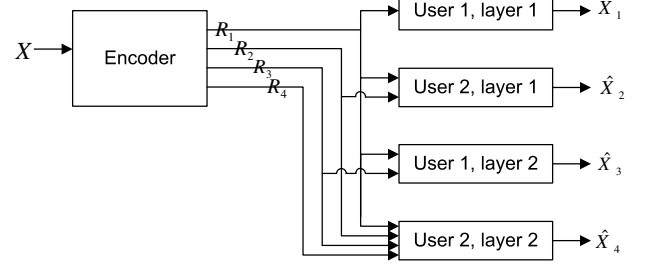 X
Encoder
R₁
R₂
R₃
R₄
User 1, layer 1
X̂ ₁
User 2, layer 1
X̂ ₂
User 1, layer 2
X̂ ₃
User 2, layer 2
X̂ ₄